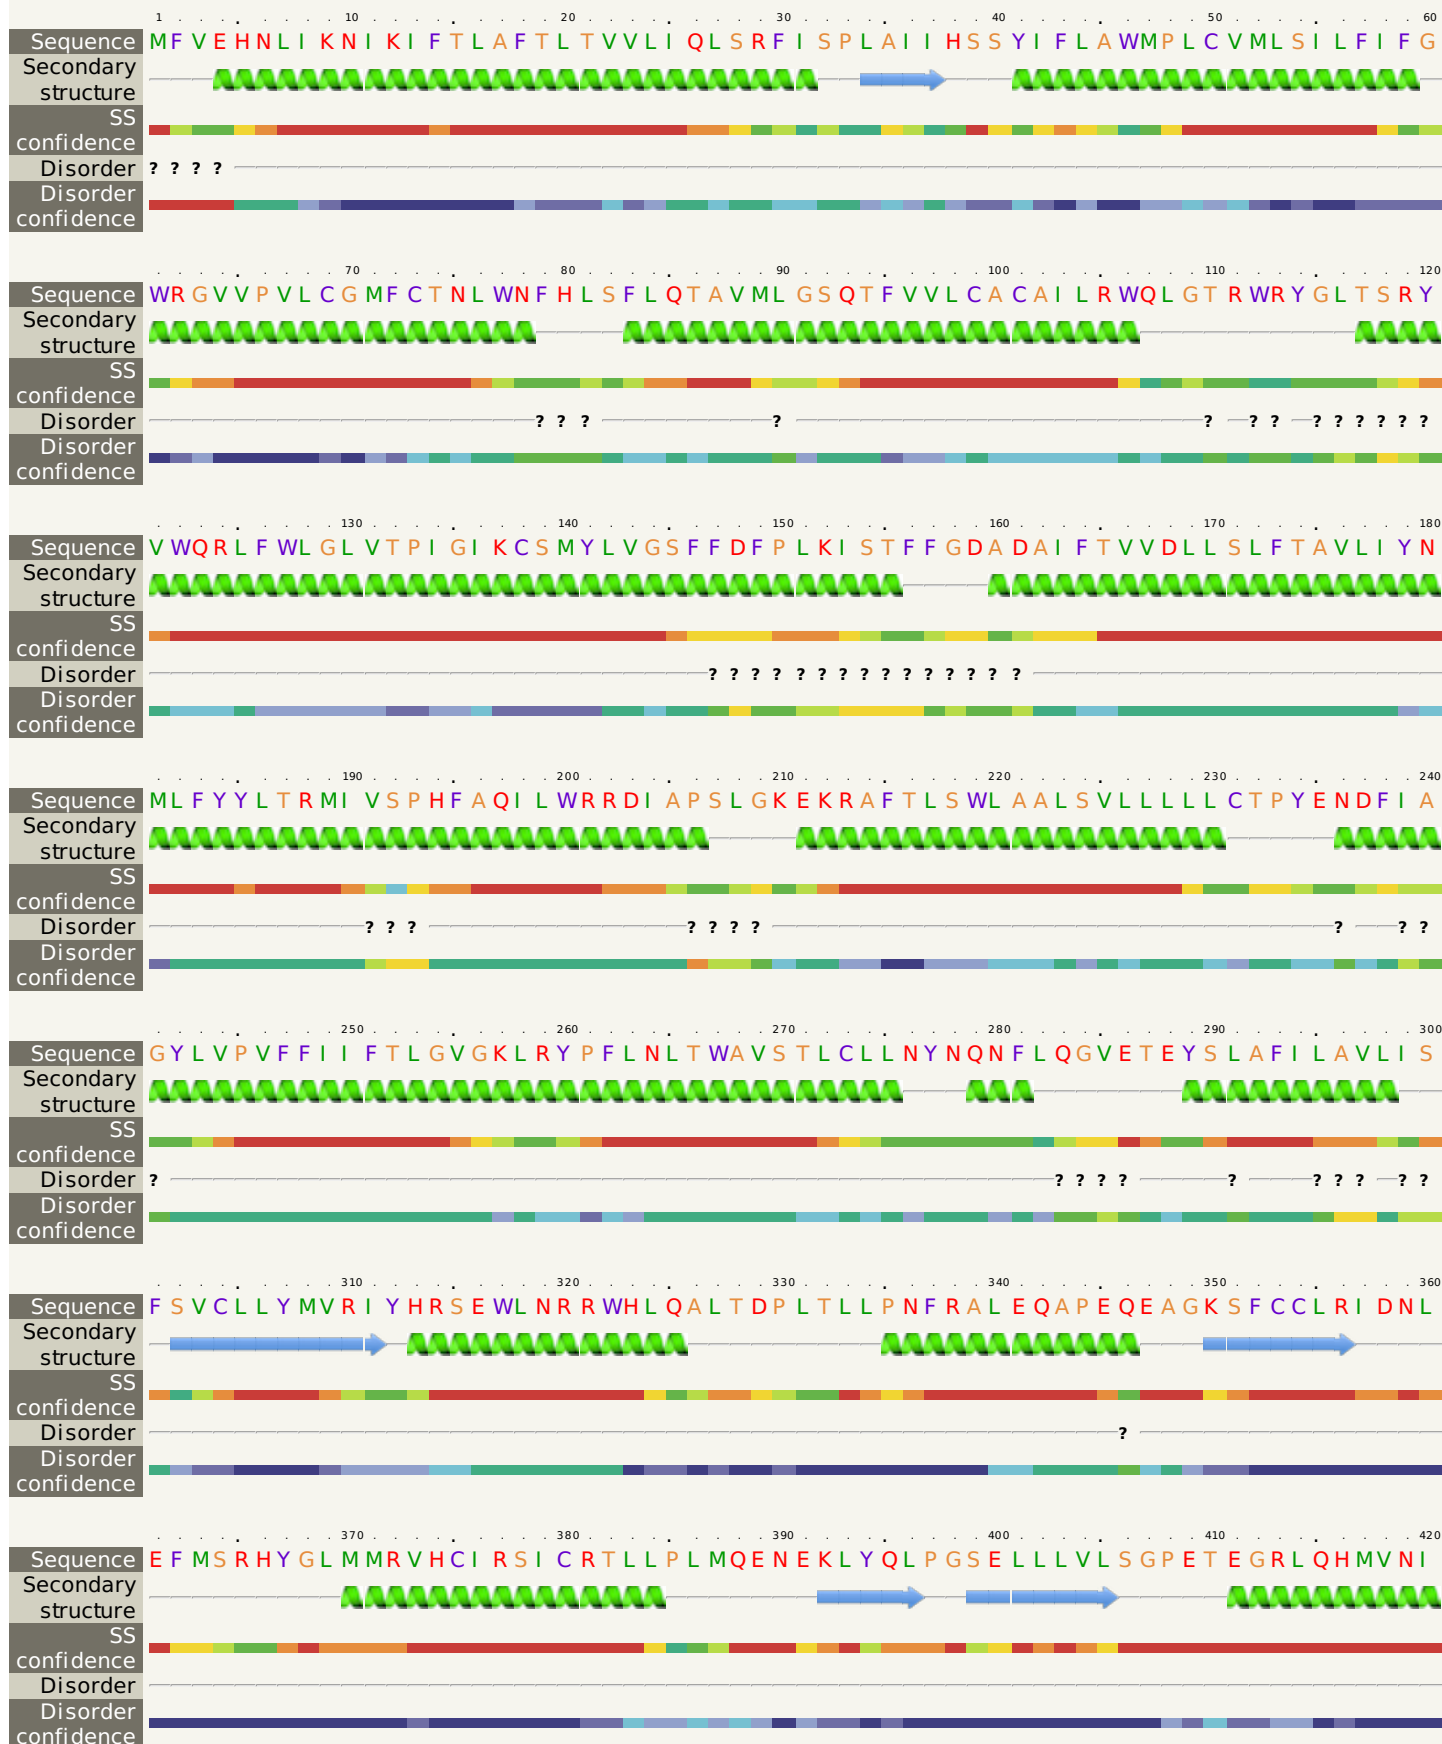 1 10 20 30 40 50 60
Sequence MFVEHNLIKNIKIFTLAFTLTVVLIQLSRFISPLAIIHSSYIFLAWMPLCVMLSILFIFG
Secondary
structure
SS
confidence
Disorder ? ? ? ?
Disorder
confidence
70 80 90 100 110 120
Sequence WRGVVPVLCGMFCTNLWNFHLSFLQTAVMLGSQTFVVLCACAILRWQLGTRWRYGLTSRY
Secondary
structure
SS
confidence
Disorder ? ? ? ? ? ? ? ? ? ? ? ? ?
Disorder
confidence
130 140 150 160 170 180
Sequence VWQRLFWLGLVTPIGIKCSMYLVGSFFDFPLKISTFFGDADAIFTVVDLLSLFTAVLIYN
Secondary
structure
SS
confidence
Disorder ? ? ? ? ? ? ? ? ? ? ? ? ? ? ?
Disorder
confidence
190 200 210 220 230 240
Sequence MLFYYLTRMIVSPHFAQILWRRDIAPSLGKEKRAFTLSWLAALSVLLLLLCTPYENDFIA
Secondary
structure
SS
confidence
Disorder ? ? ? ? ? ? ? ? ? ?
Disorder
confidence
250 260 270 280 290 300
Sequence GYLVPVFFIIFTLGVGKLRYPFLNLTWAVSTLCLLNYNQNFLQGVETEYSLAFILAVLIS
Secondary
structure
SS
confidence
Disorder ? ? ? ? ? ? ? ? ? ? ?
Disorder
confidence
310 320 330 340 350 360
Sequence FSVCLLYMVRIYHRSEWLNRRWHLQALTDPLTLLPNFRALEQAPEQEAGKSFCCLRIDNL
Secondary
structure
SS
confidence
Disorder ?
Disorder
confidence
370 380 390 400 410 420
Sequence EFMSRHYGLMMRVHCIRSICRTLLPLMQENEKLYQLPGSELLLVLSGPETEGRLQHMVNI
Secondary
structure
SS
confidence
Disorder
Disorder
confidence